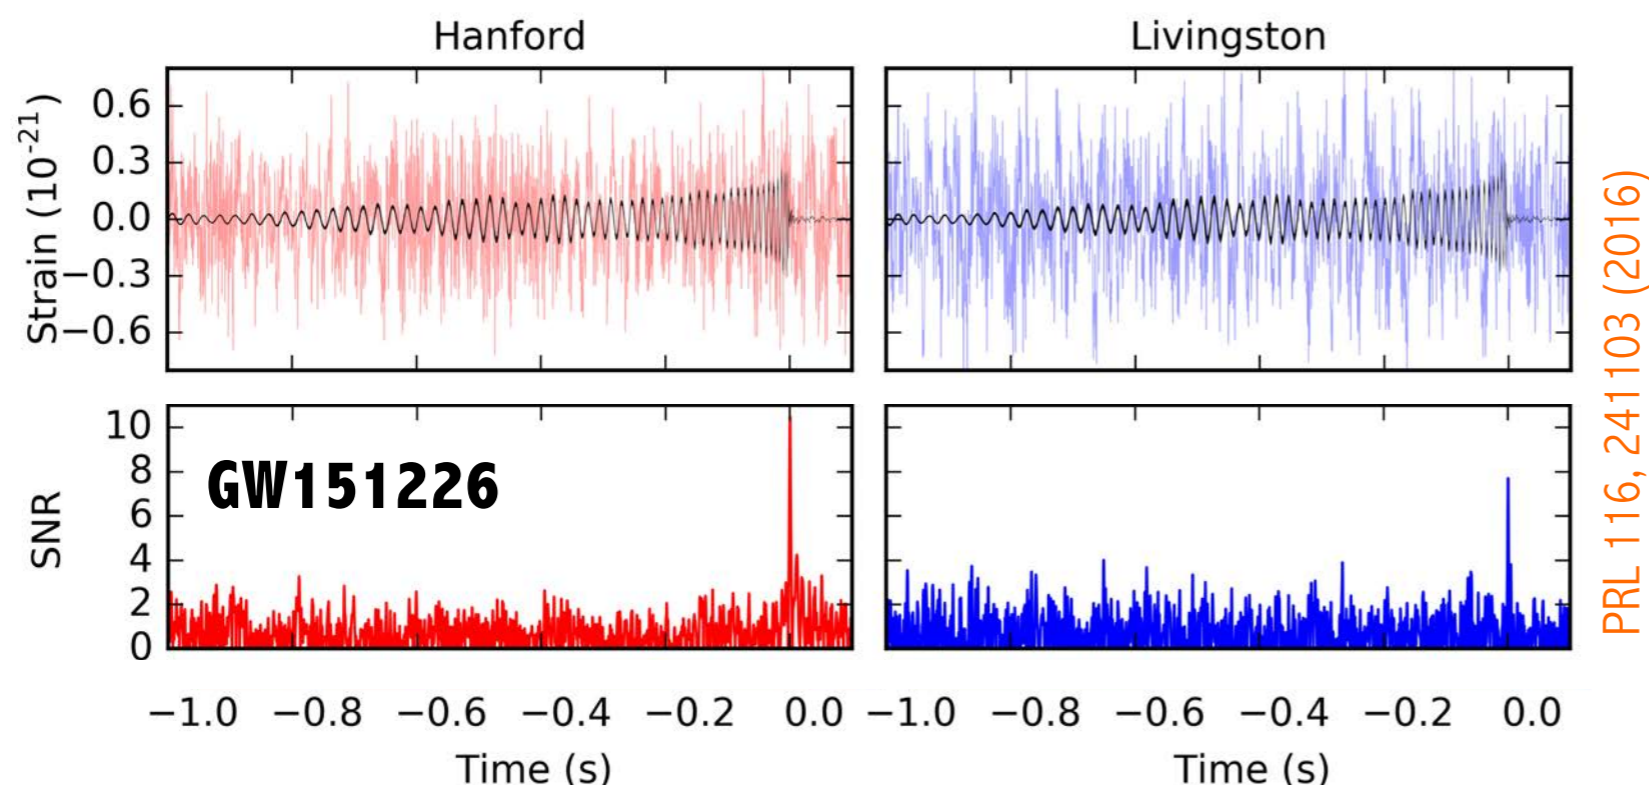 Hanford
Livingston
Strain (10⁻²¹)
0.6
0.3
0.0
−0.3
−0.6
SNR
10
8
6
4
2
0
GW151226
−1.0 −0.8 −0.6 −0.4 −0.2 0.0
−1.0 −0.8 −0.6 −0.4 −0.2 0.0
Time (s)
Time (s)
PRL 116, 241103 (2016)